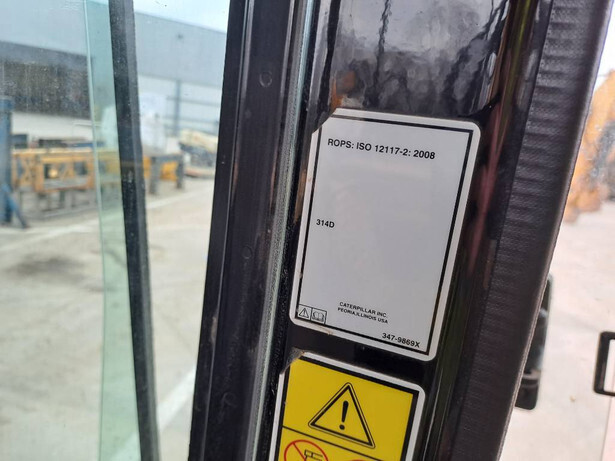 ROPS: ISO 12117-2: 2008
314D
CATERPILLAR INC.
PEORIA,ILLINOIS USA
347-9869X